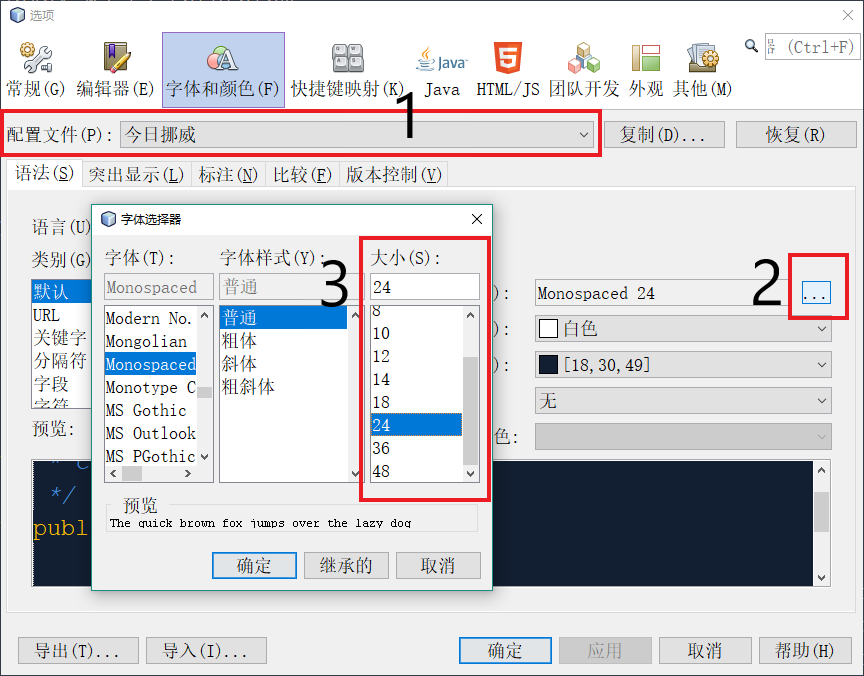 选项
常规(G) 编辑器(E) 字体和颜色(F) 快捷键映射(K) Java HTML/JS 团队开发 外观 其他(M)
(Ctrl+F)
1
配置文件(P): 今日挪威 复制(D)... 恢复(R)
语法(S) 突出显示(L) 标注(N) 比较(F) 版本控制(V)
语言(U)
类别(G)
默认
URL
关键字
分隔符
字段
字符
预览:
* C
*/
publ
字体选择器
字体(T):
Monospaced
Modern No.
Mongolian
Monospaced
Monotype C
MS Gothic
MS Outlook
MS PGothic
字体样式(Y):
普通
普通
粗体
斜体
粗斜体
3
大小(S):
24
8
10
12
14
18
24
36
48
预览
The quick brown fox jumps over the lazy dog
确定 继承的 取消
): Monospaced 24
2
...
): 白色
): [18,30,49]
无
色:
导出(T)... 导入(I)... 确定 应用 取消 帮助(H)